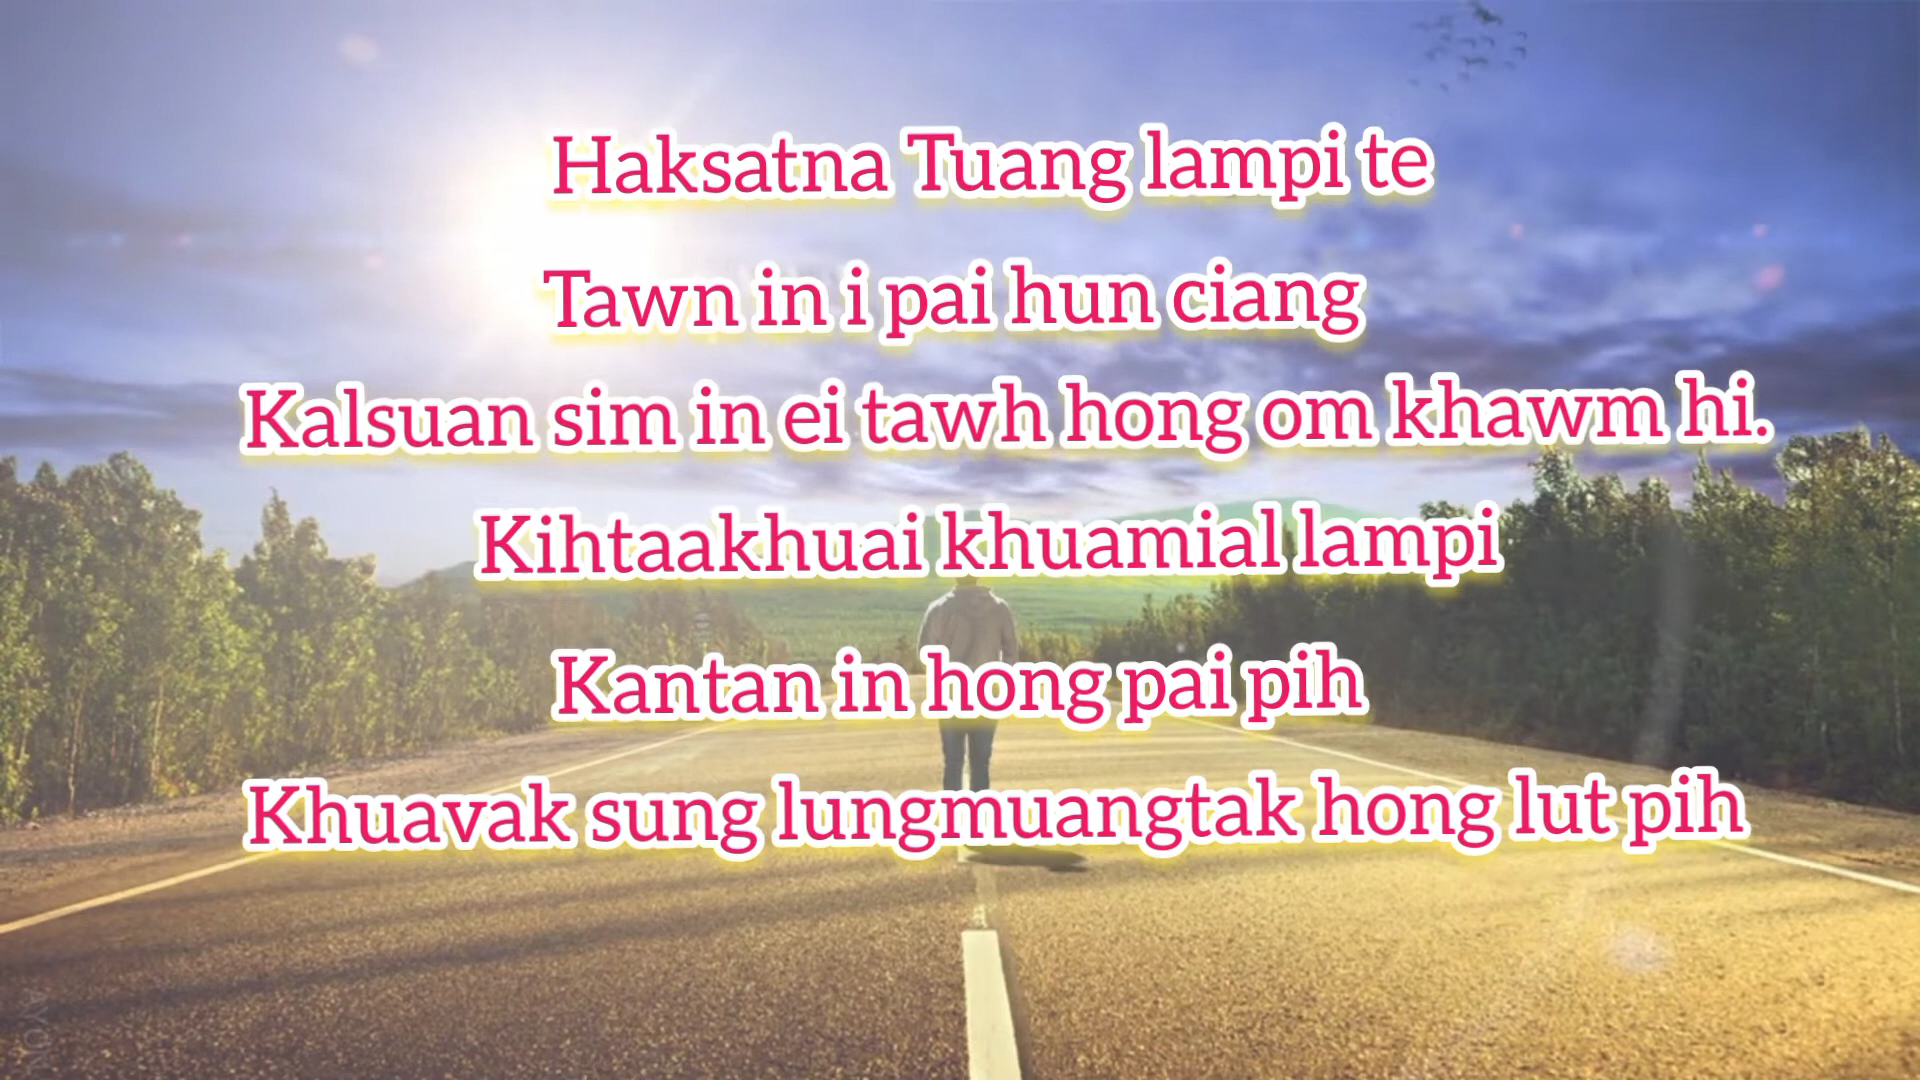 Haksatna Tuang lampi te
Tawn in i pai hun ciang
Kalsuan sim in ei tawh hong om khawm hi.
Kihtaakhuai khuamial lampi
Kantan in hong pai pih
Khuavak sung lungmuangtak hong lut pih